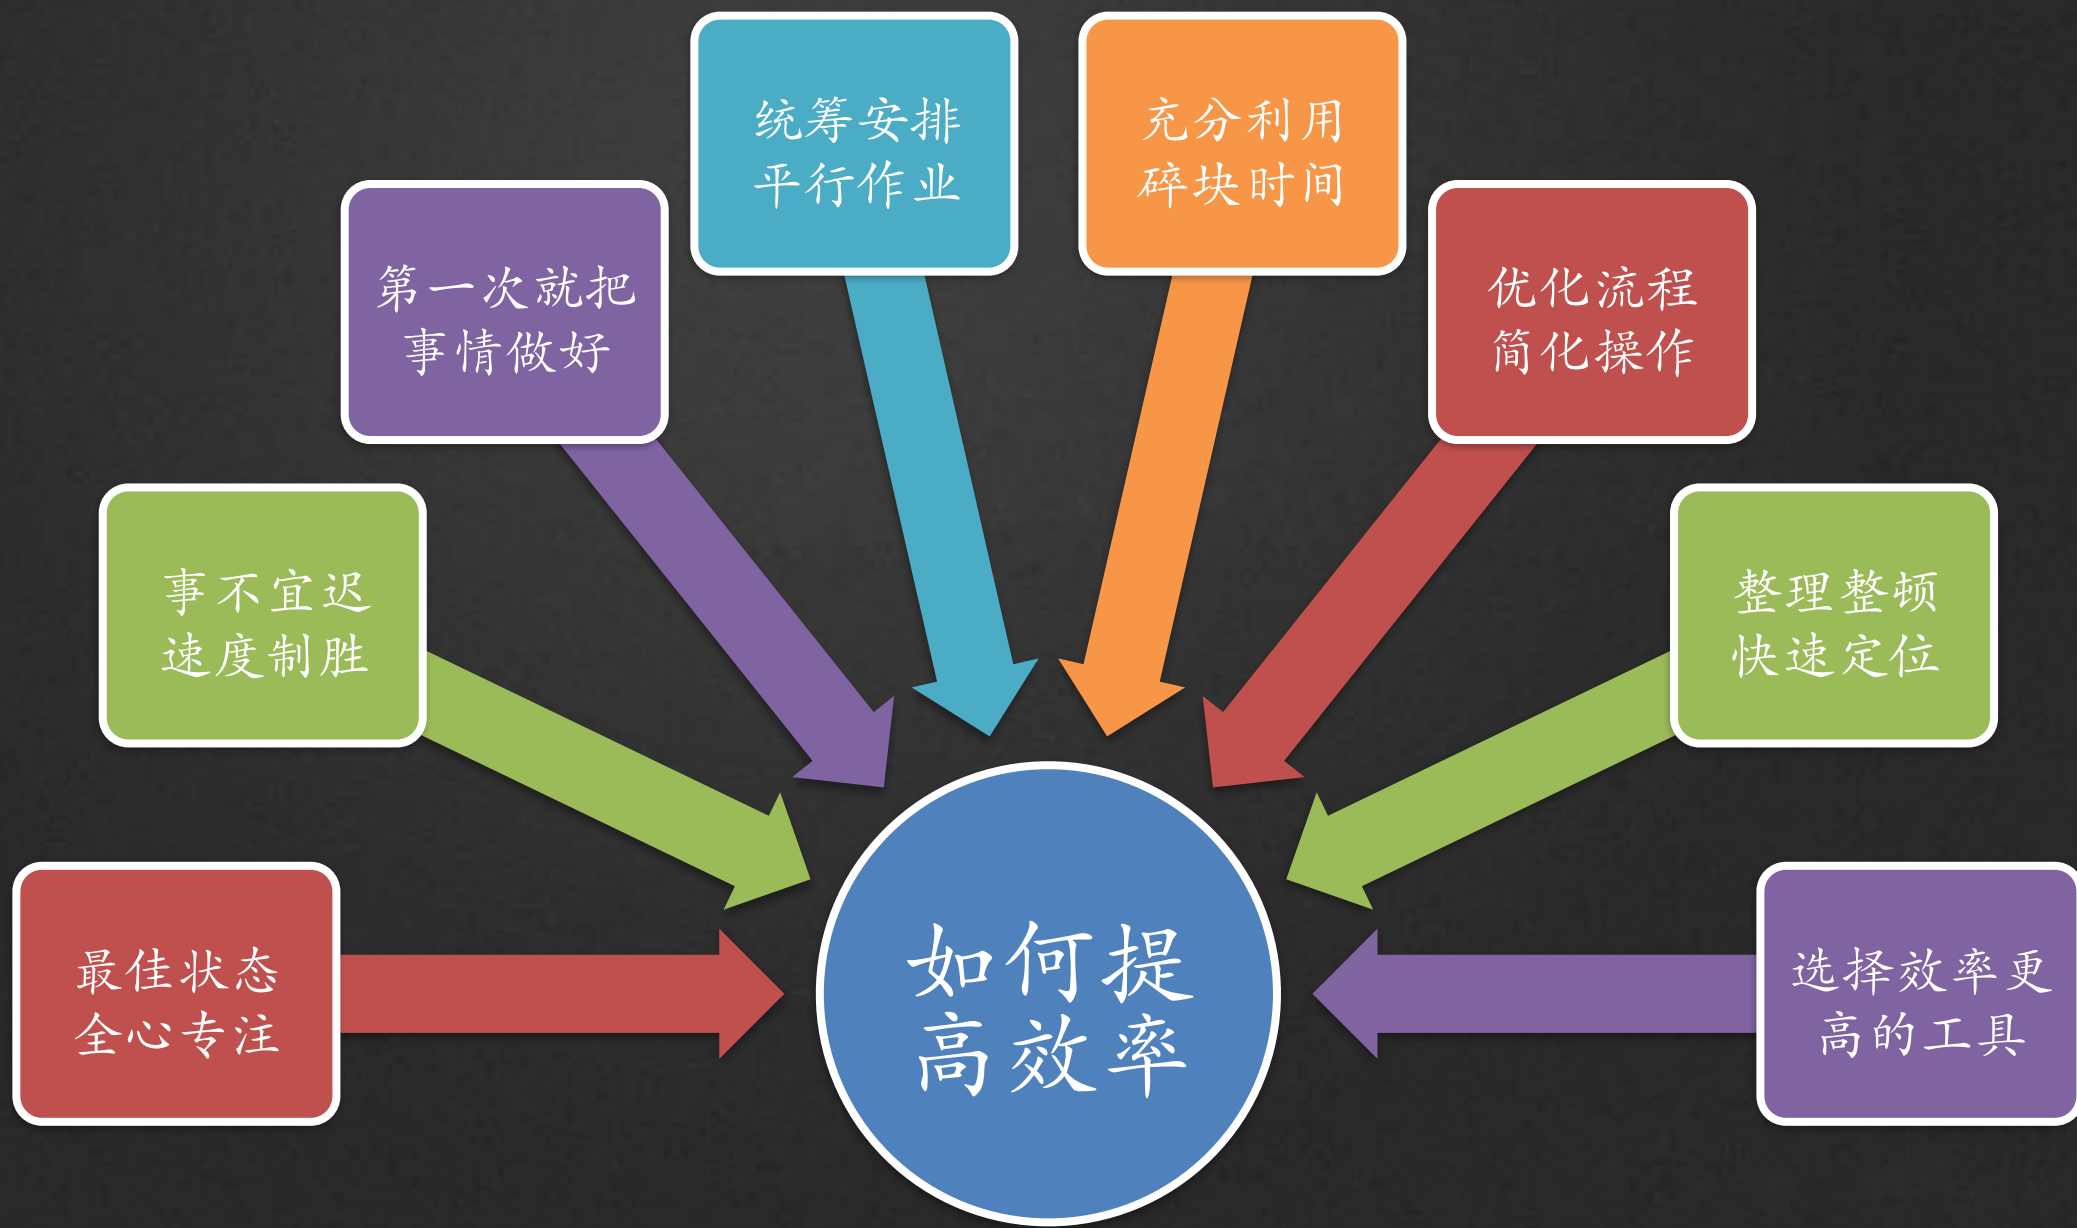 统筹安排
平行作业
充分利用
碎块时间
第一次就把
事情做好
优化流程
简化操作
事不宜迟
速度制胜
整理整顿
快速定位
最佳状态
全心专注
选择效率更
高的工具
如何提
高效率